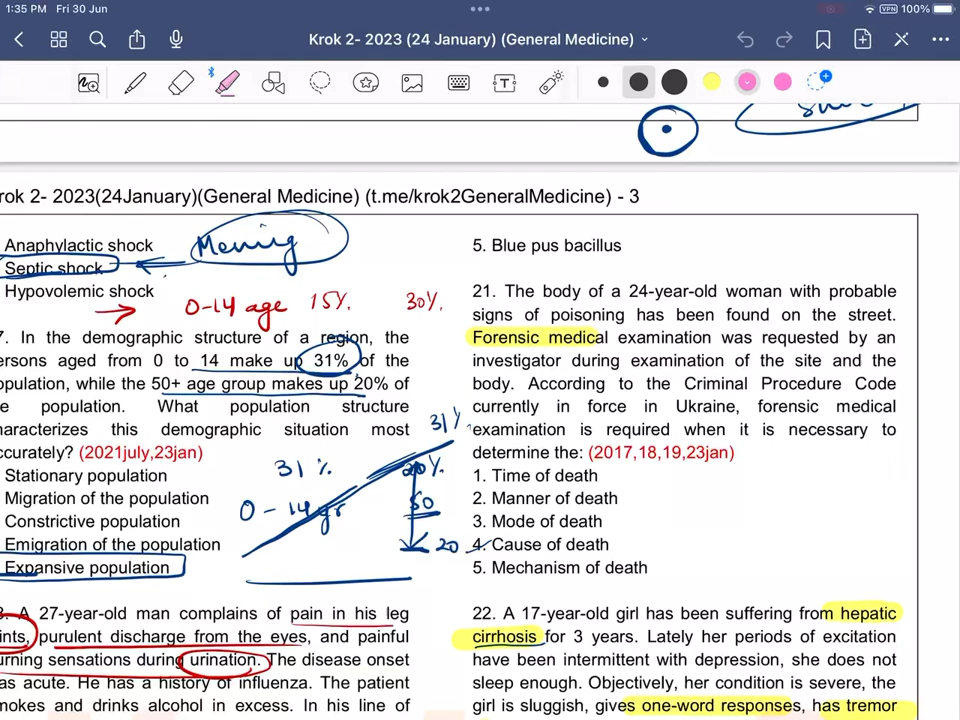 1:35 PM Fri 30 Jun
VPN 100%
Krok 2- 2023 (24 January) (General Medicine)
rok 2- 2023(24January)(General Medicine) (t.me/krok2GeneralMedicine) - 3
Anaphylactic shock
Septic shock
Hypovolemic shock
Mening
0-14 age 15%. 30%.
7. In the demographic structure of a region, the
ersons aged from 0 to 14 make up 31% of the
opulation, while the 50+ age group makes up 20% of
e population. What population structure
haracterizes this demographic situation most
ccurately? (2021july,23jan)
Stationary population
Migration of the population
Constrictive population
Emigration of the population
Expansive population
31%
20%.
31%
0-14yr
50
20
3. A 27-year-old man complains of pain in his leg
ints, purulent discharge from the eyes, and painful
urning sensations during urination. The disease onset
as acute. He has a history of influenza. The patient
mokes and drinks alcohol in excess. In his line of
5. Blue pus bacillus
21. The body of a 24-year-old woman with probable
signs of poisoning has been found on the street.
Forensic medical examination was requested by an
investigator during examination of the site and the
body. According to the Criminal Procedure Code
currently in force in Ukraine, forensic medical
examination is required when it is necessary to
determine the: (2017,18,19,23jan)
1. Time of death
2. Manner of death
3. Mode of death
4. Cause of death
5. Mechanism of death
22. A 17-year-old girl has been suffering from hepatic
cirrhosis for 3 years. Lately her periods of excitation
have been intermittent with depression, she does not
sleep enough. Objectively, her condition is severe, the
girl is sluggish, gives one-word responses, has tremor